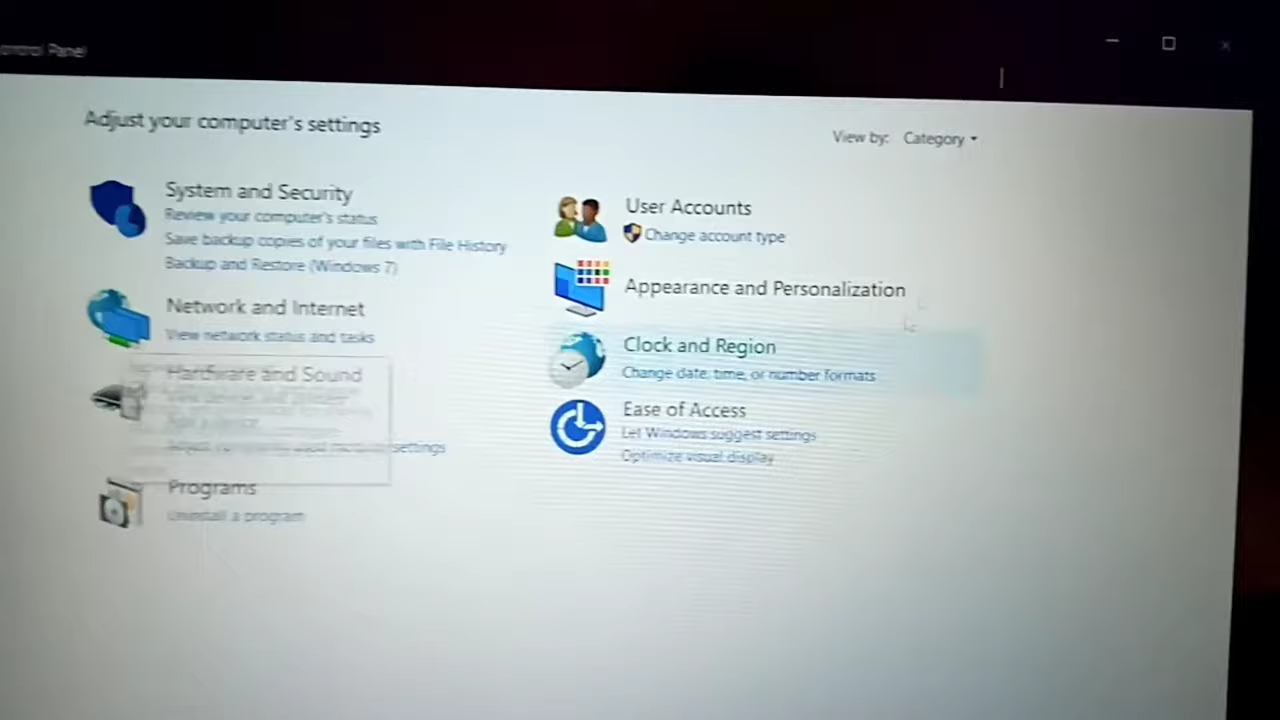 Control Panel
Adjust your computer's settings
View by: Category
System and Security
Review your computer's status
Save backup copies of your files with File History
Backup and Restore (Windows 7)
Network and Internet
View network status and tasks
Hardware and Sound
settings
Programs
Uninstall a program
User Accounts
Change account type
Appearance and Personalization
Clock and Region
Change date, time, or number formats
Ease of Access
Let Windows suggest settings
Optimize visual display